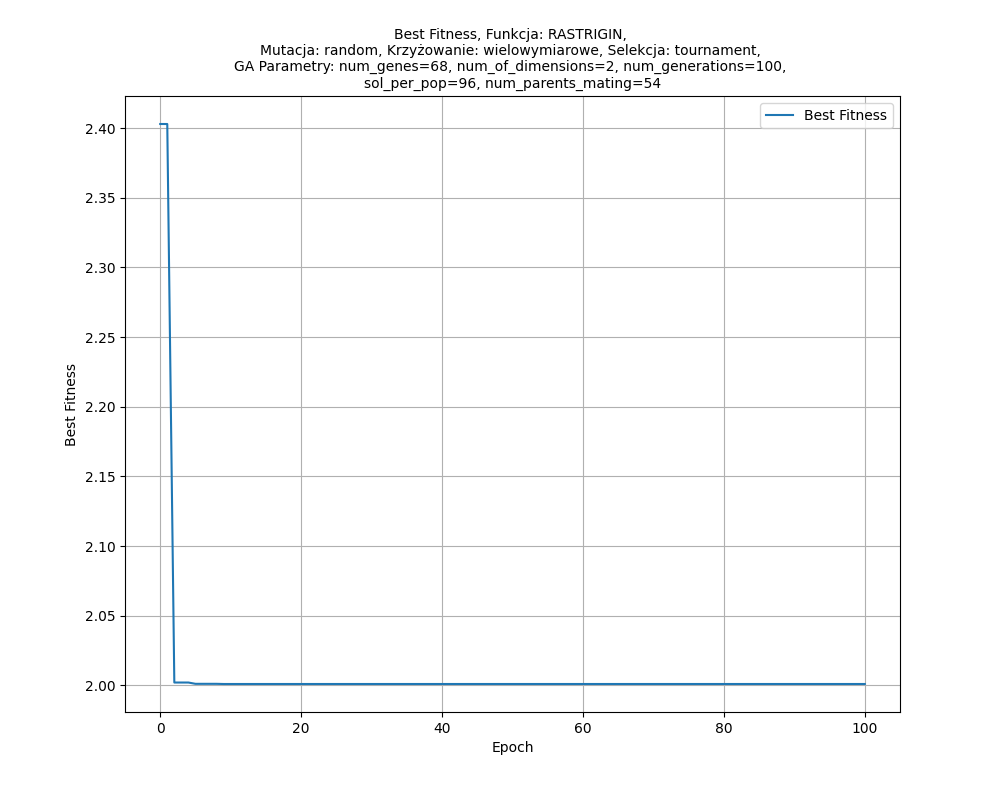 Best Fitness, Funkcja: RASTRIGIN,
Mutacja: random, Krzyżowanie: wielowymiarowe, Selekcja: tournament,
GA Parametry: num_genes=68, num_of_dimensions=2, num_generations=100,
sol_per_pop=96, num_parents_mating=54
Best Fitness
2.40
2.35
2.30
2.25
2.20
2.15
2.10
2.05
2.00
Best Fitness
0 20 40 60 80 100
Epoch